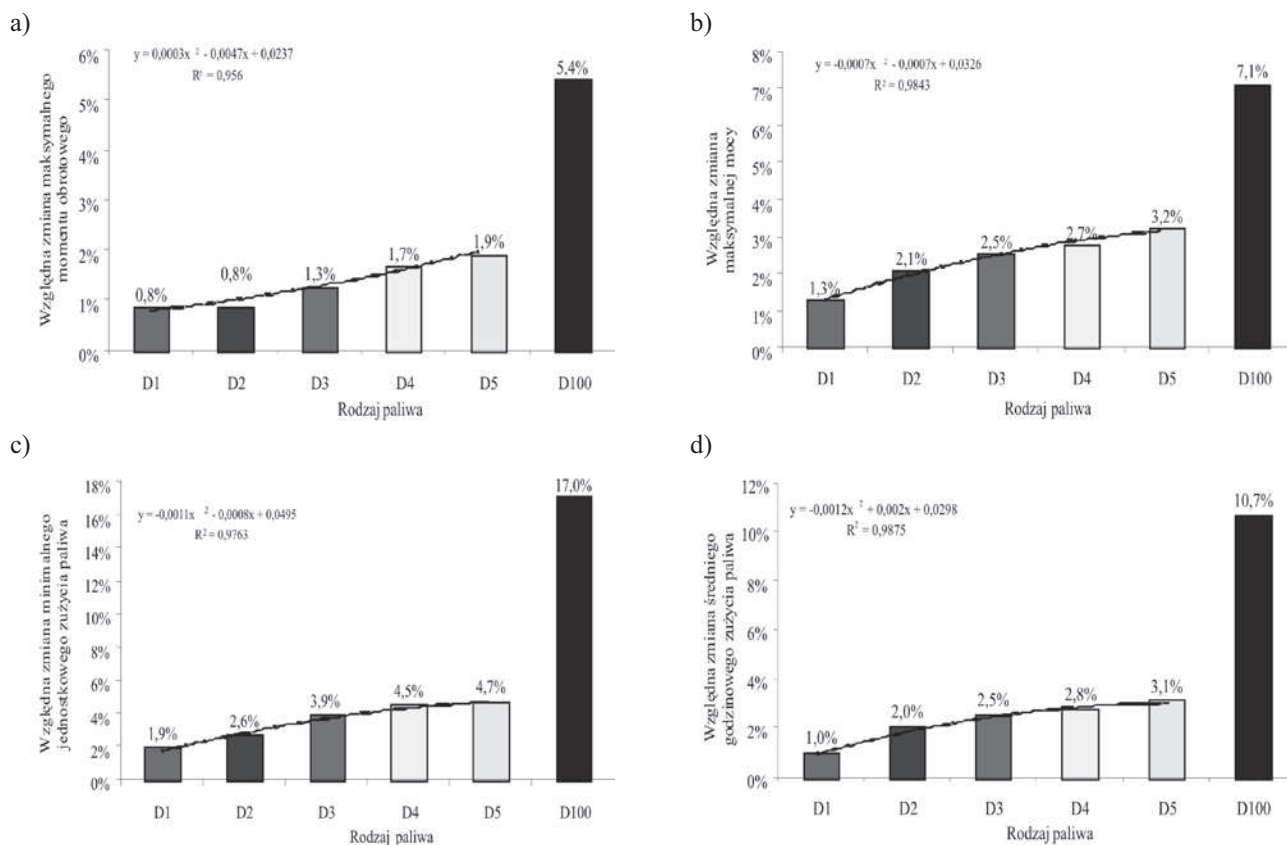 a)
y = 0,0003x ² - 0,0047x + 0,0237
R² = 0,956
Względna zmiana maksymalnego
momentu obrotowego
6%
5%
4%
3%
2%
1%
0%
0,8%
0,8%
1,3%
1,7%
1,9%
5,4%
D1 D2 D3 D4 D5 D100
Rodzaj paliwa
b)
y = -0,0007x ² - 0,0007x + 0,0326
R² = 0,9843
Względna zmiana
maksymalnej mocy
8%
7%
6%
5%
4%
3%
2%
1%
0%
1,3%
2,1%
2,5%
2,7%
3,2%
7,1%
D1 D2 D3 D4 D5 D100
Rodzaj paliwa
c)
y = -0,0011x ² - 0,0008x + 0,0495
R² = 0,9763
Względna zmiana minimalnego
jednostkowego zużycia paliwa
18%
16%
14%
12%
10%
8%
6%
4%
2%
0%
1,9%
2,6%
3,9%
4,5%
4,7%
17,0%
D1 D2 D3 D4 D5 D100
Rodzaj paliwa
d)
y = -0,0012x ² + 0,002x + 0,0298
R² = 0,9875
Względna zmiana średniego
godzinowego zużycia paliwa
12%
10%
8%
6%
4%
2%
0%
1,0%
2,0%
2,5%
2,8%
3,1%
10,7%
D1 D2 D3 D4 D5 D100
Rodzaj paliwa